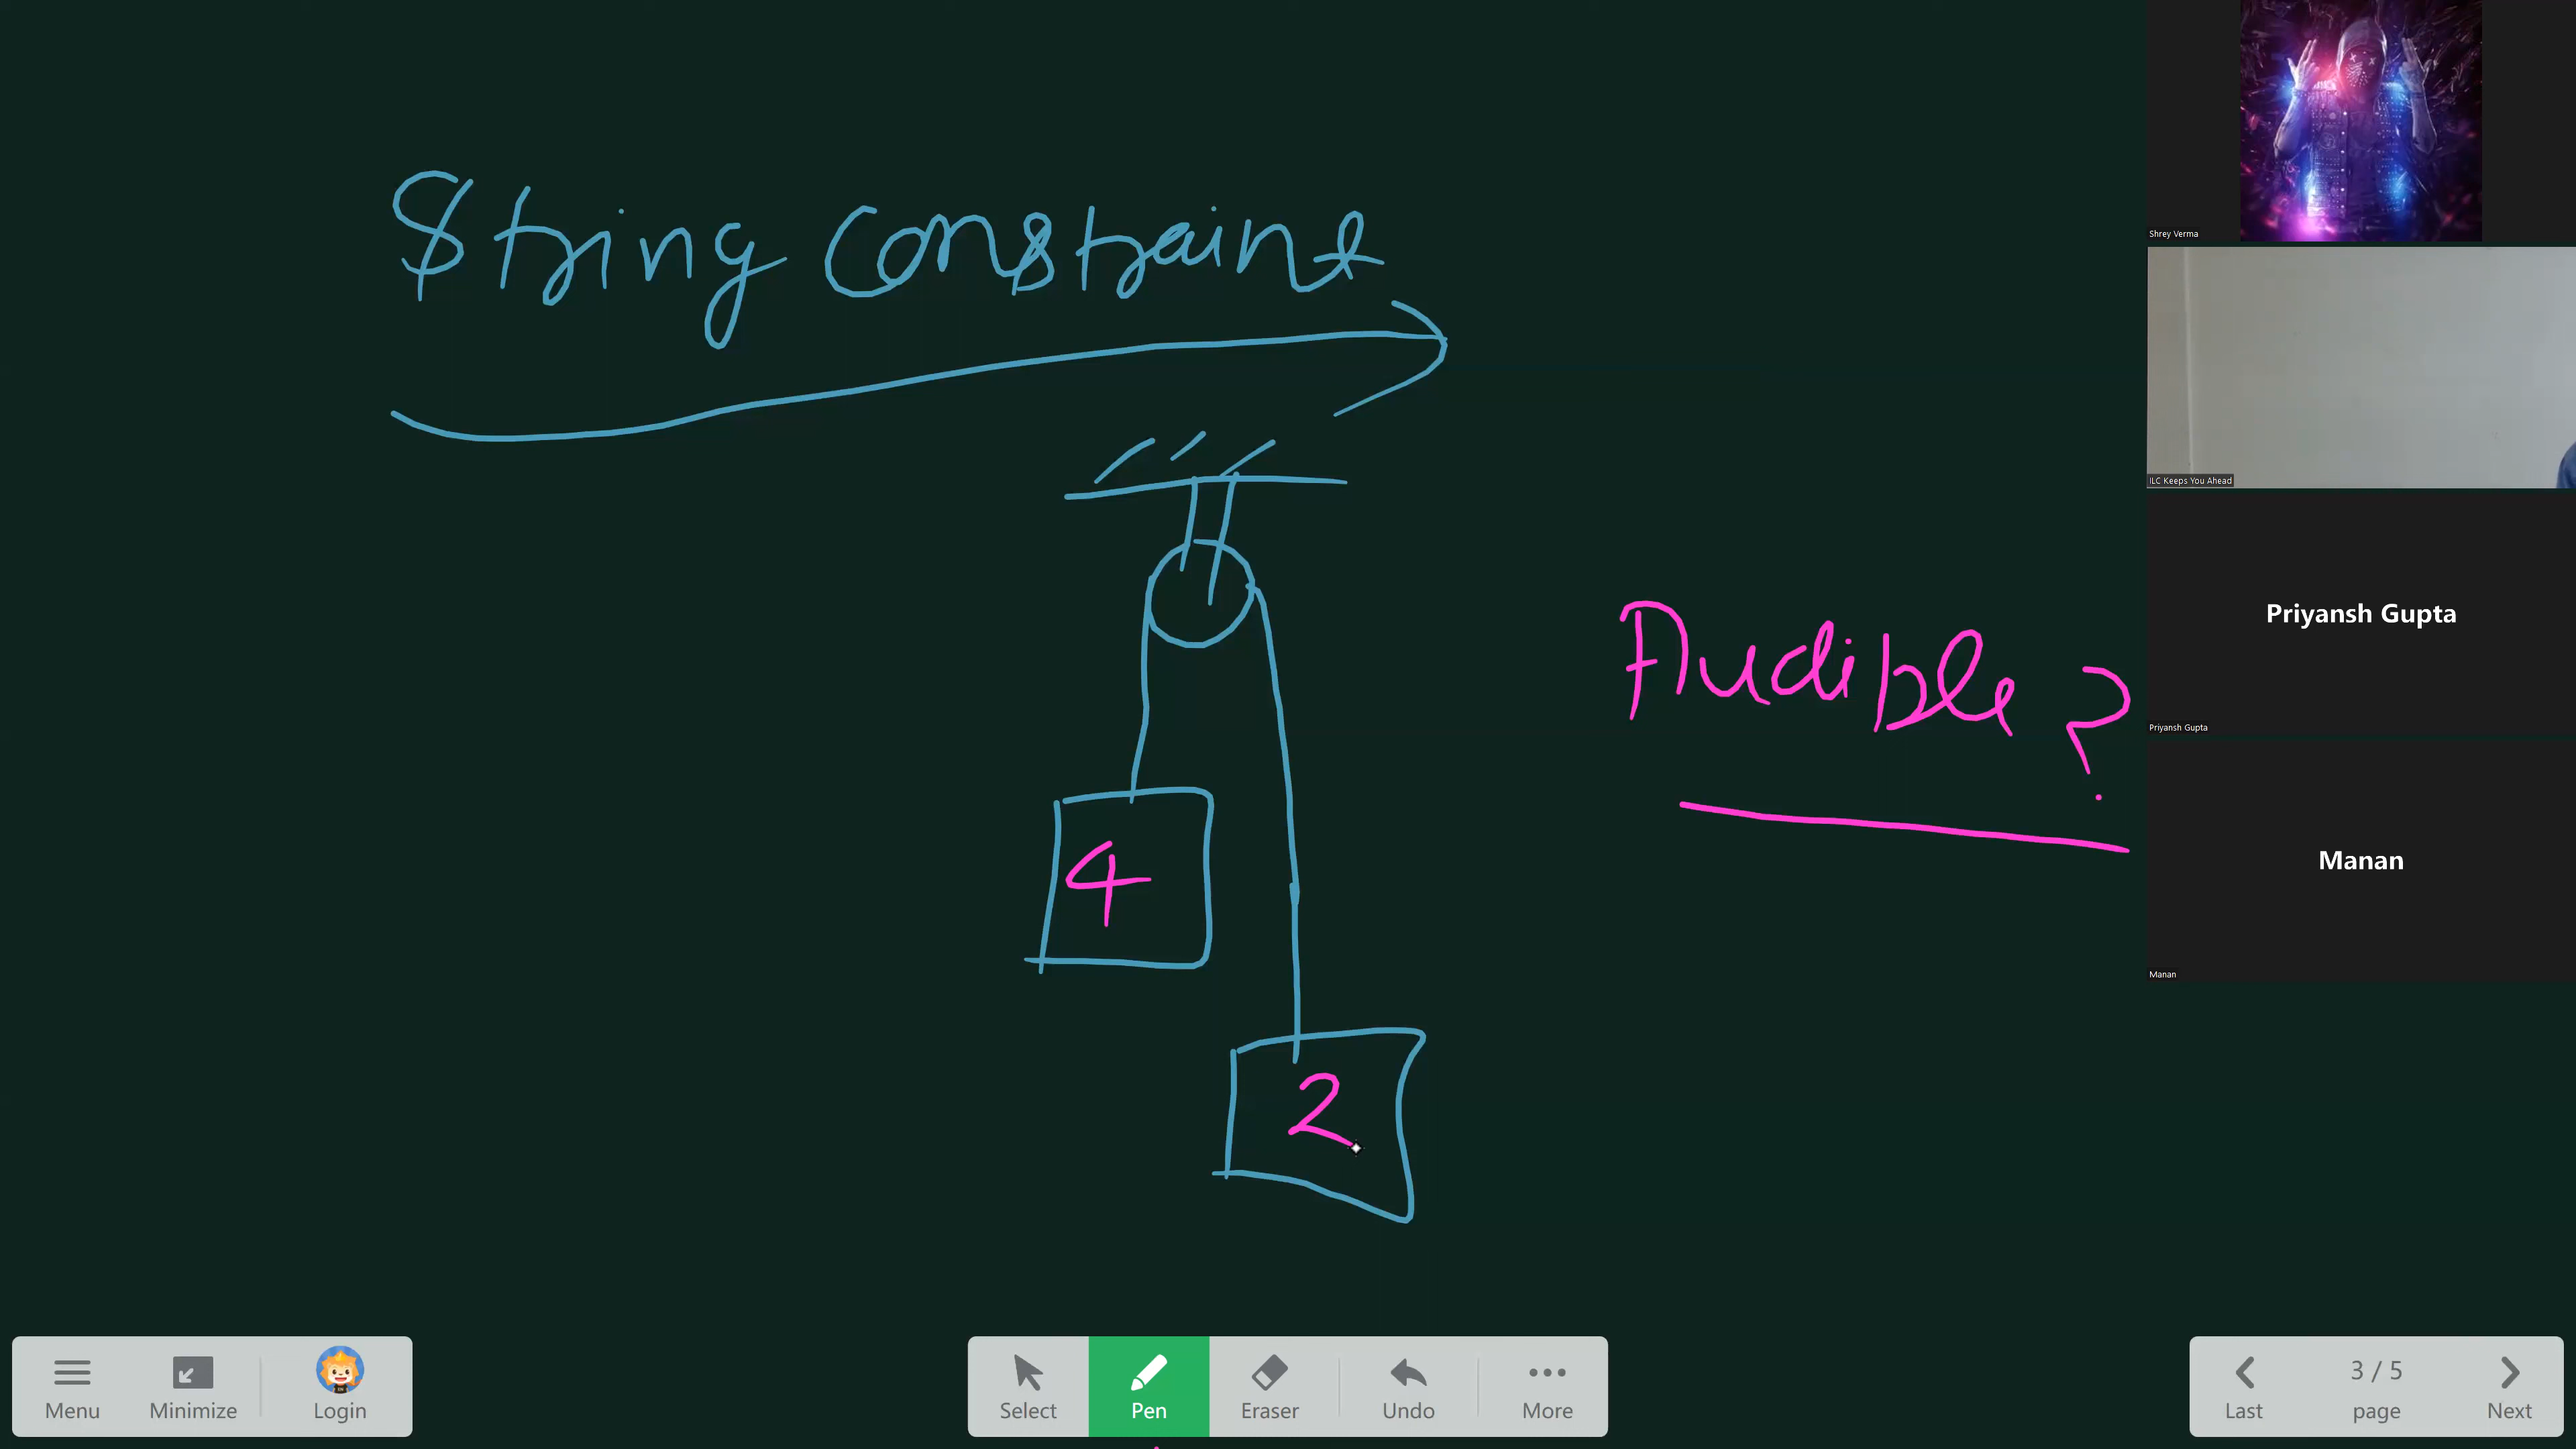 String constraint
Audible ?
4
2
Shrey Verma
ILC Keeps You Ahead
Priyansh Gupta
Priyansh Gupta
Manan
Manan
Menu Minimize Login
Select Pen Eraser Undo More
3 / 5
Last page Next